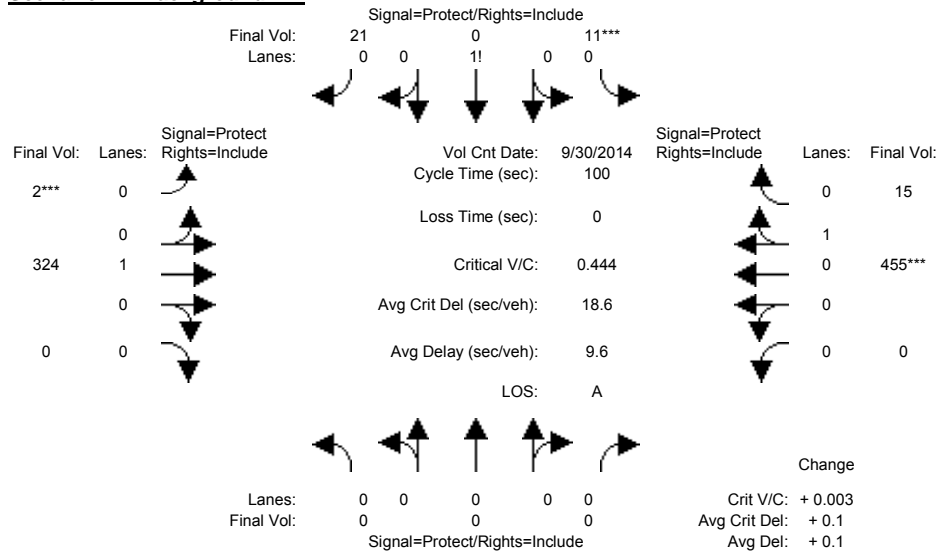 Signal=Protect/Rights=Include
Final Vol: 21 0 11***
Lanes: 0 0 1! 0 0
Signal=Protect Signal=Protect
Final Vol: Lanes: Rights=Include Vol Cnt Date: 9/30/2014 Rights=Include Lanes: Final Vol:
Cycle Time (sec): 100
2*** 0 0 15
Loss Time (sec): 0
0 1
324 1 Critical V/C: 0.444 0 455***
0 Avg Crit Del (sec/veh): 18.6 0
0 0 Avg Delay (sec/veh): 9.6 0 0
LOS: A
Change
Lanes: 0 0 0 0 0 Crit V/C: + 0.003
Final Vol: 0 0 0 Avg Crit Del: + 0.1
Signal=Protect/Rights=Include Avg Del: + 0.1